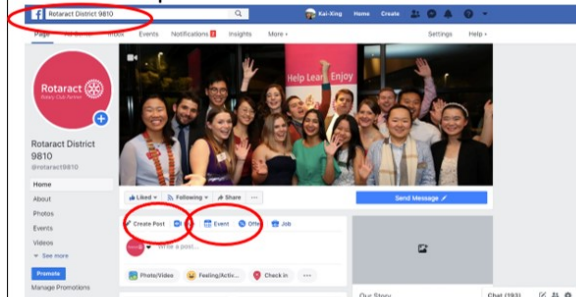 Rotaract District 9810
Kai-Xing Home Create
Page Inbox Events Notifications Insights More Settings Help
Help Learn Enjoy
Rotaract
Rotary Club Partner
Rotaract District
9810
@rotaract9810
Home
About
Photos
Events
Videos
See more
Promote
Manage Promotions
Liked Following Share
Send Message
Create Post Event Offer Job
Write a post...
Photo/Video Feeling/Activ... Check in
Our Story
Chat (193)